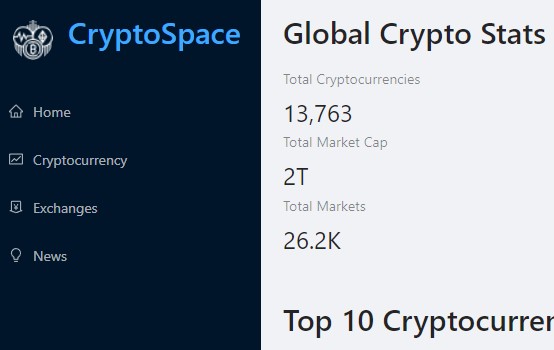 CryptoSpace
Home
Cryptocurrency
Exchanges
News
Global Crypto Stats
Total Cryptocurrencies
13,763
Total Market Cap
2T
Total Markets
26.2K
Top 10 Cryptocurren